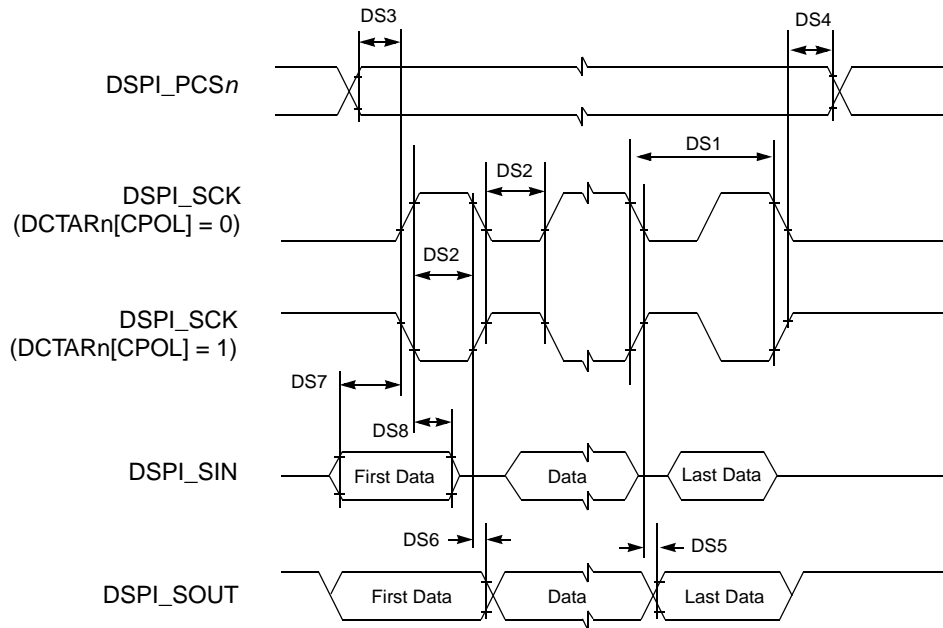 DS3
DS4
DSPI_PCSn
DS1
DS2
DSPI_SCK
(DCTARn[CPOL] = 0)
DS2
DSPI_SCK
(DCTARn[CPOL] = 1)
DS7
DS8
DSPI_SIN
First Data
Data
Last Data
DS6
DS5
DSPI_SOUT
First Data
Data
Last Data